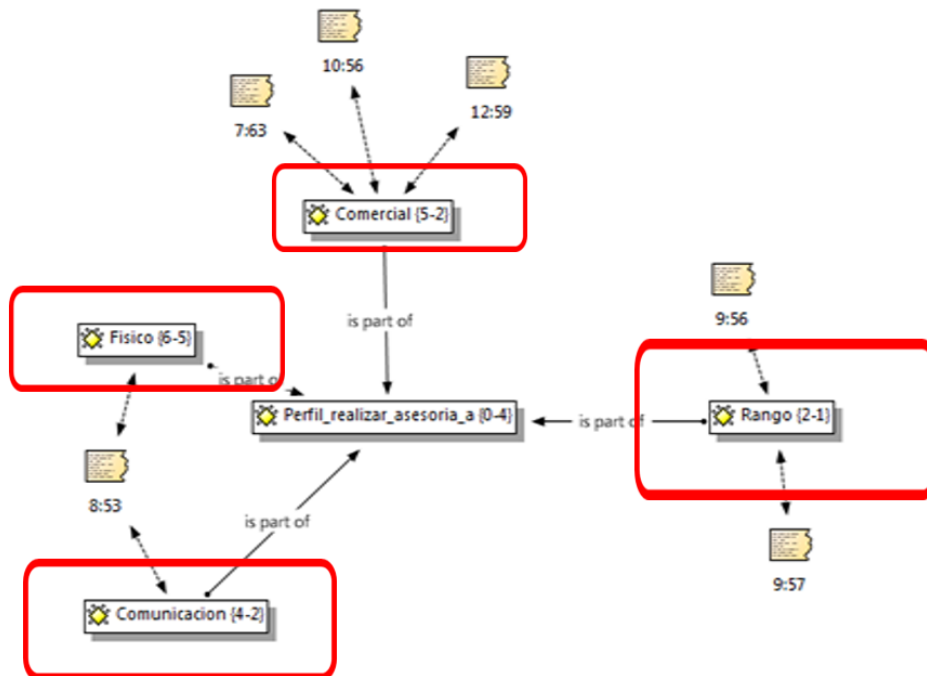 10:56
7:63
12:59
Comercial {5-2}
9:56
is part of
Fisico {6-5}
is part of
Perfil_realizar_asesoria_a {0-4}
is part of
Rango {2-1}
8:53
is part of
9:57
Comunicacion {4-2}